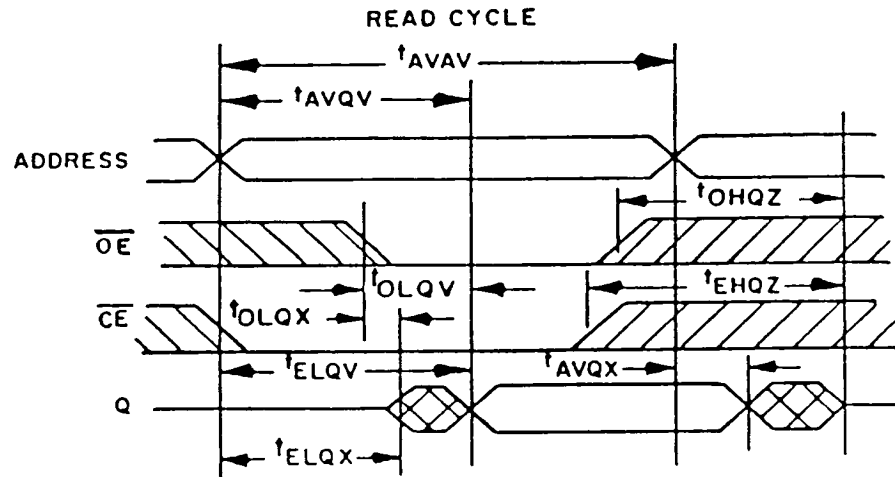 READ CYCLE
tAVAV
tAVQV
ADDRESS
tOHQZ
OE
tOLQV
tEHQZ
CE
tOLQX
tELQV
tAVQX
Q
tELQX